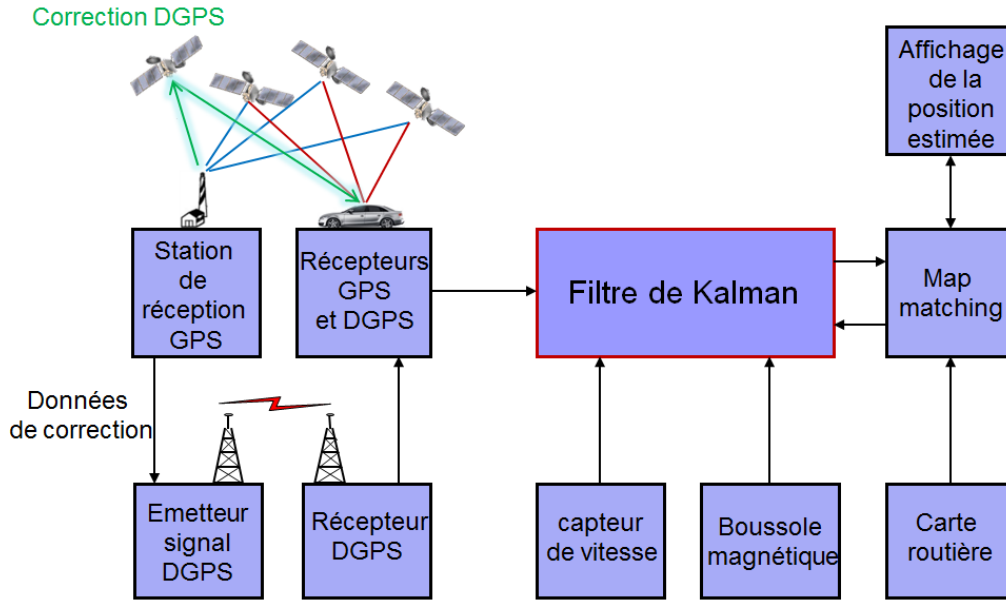 Correction DGPS
Affichage
de la
position
estimée
Station
de
réception
GPS
Récepteurs
GPS
et DGPS
Filtre de Kalman
Map
matching
Données
de correction
Emetteur
signal
DGPS
Récepteur
DGPS
capteur
de vitesse
Boussole
magnétique
Carte
routière